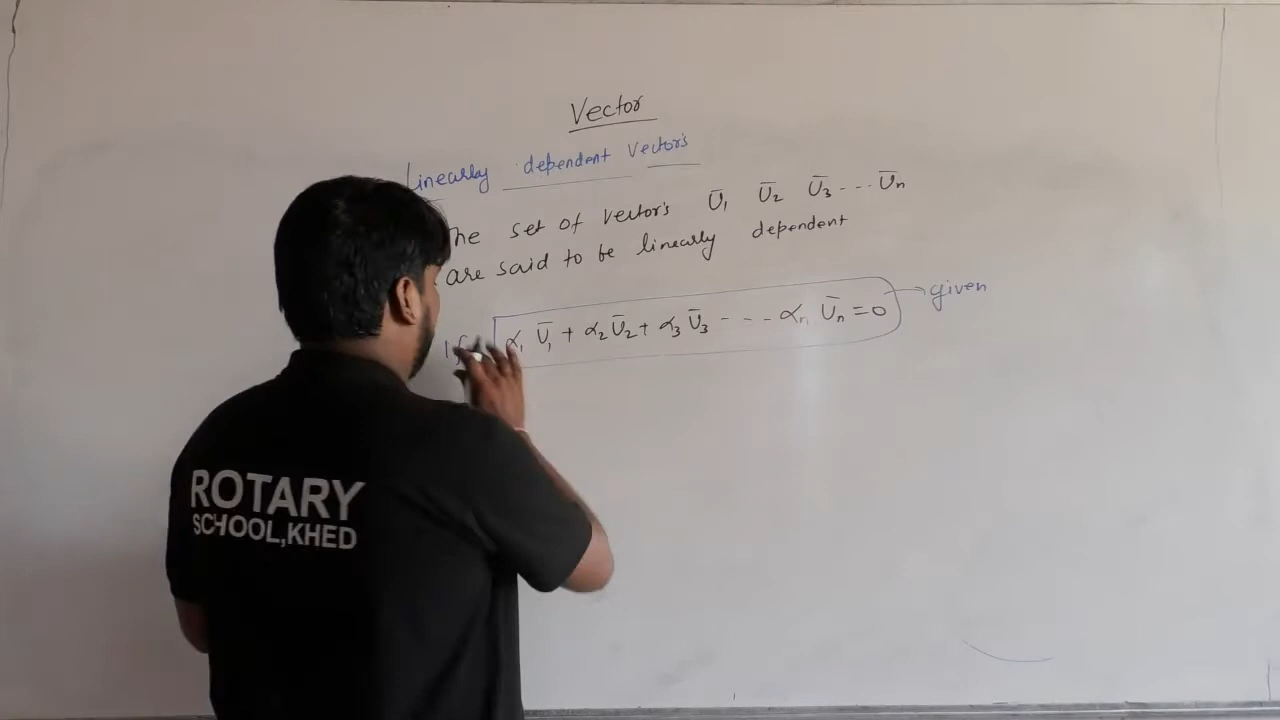 Vector
Linearly dependent Vector's
The set of vector's Ū₁ Ū₂ Ū₃ --- Ūₙ
are said to be linearly dependent
If α₁ Ū₁ + α₂ Ū₂ + α₃ Ū₃ - - - - αₙ Ūₙ = 0 → given
ROTARY
SCHOOL,KHED